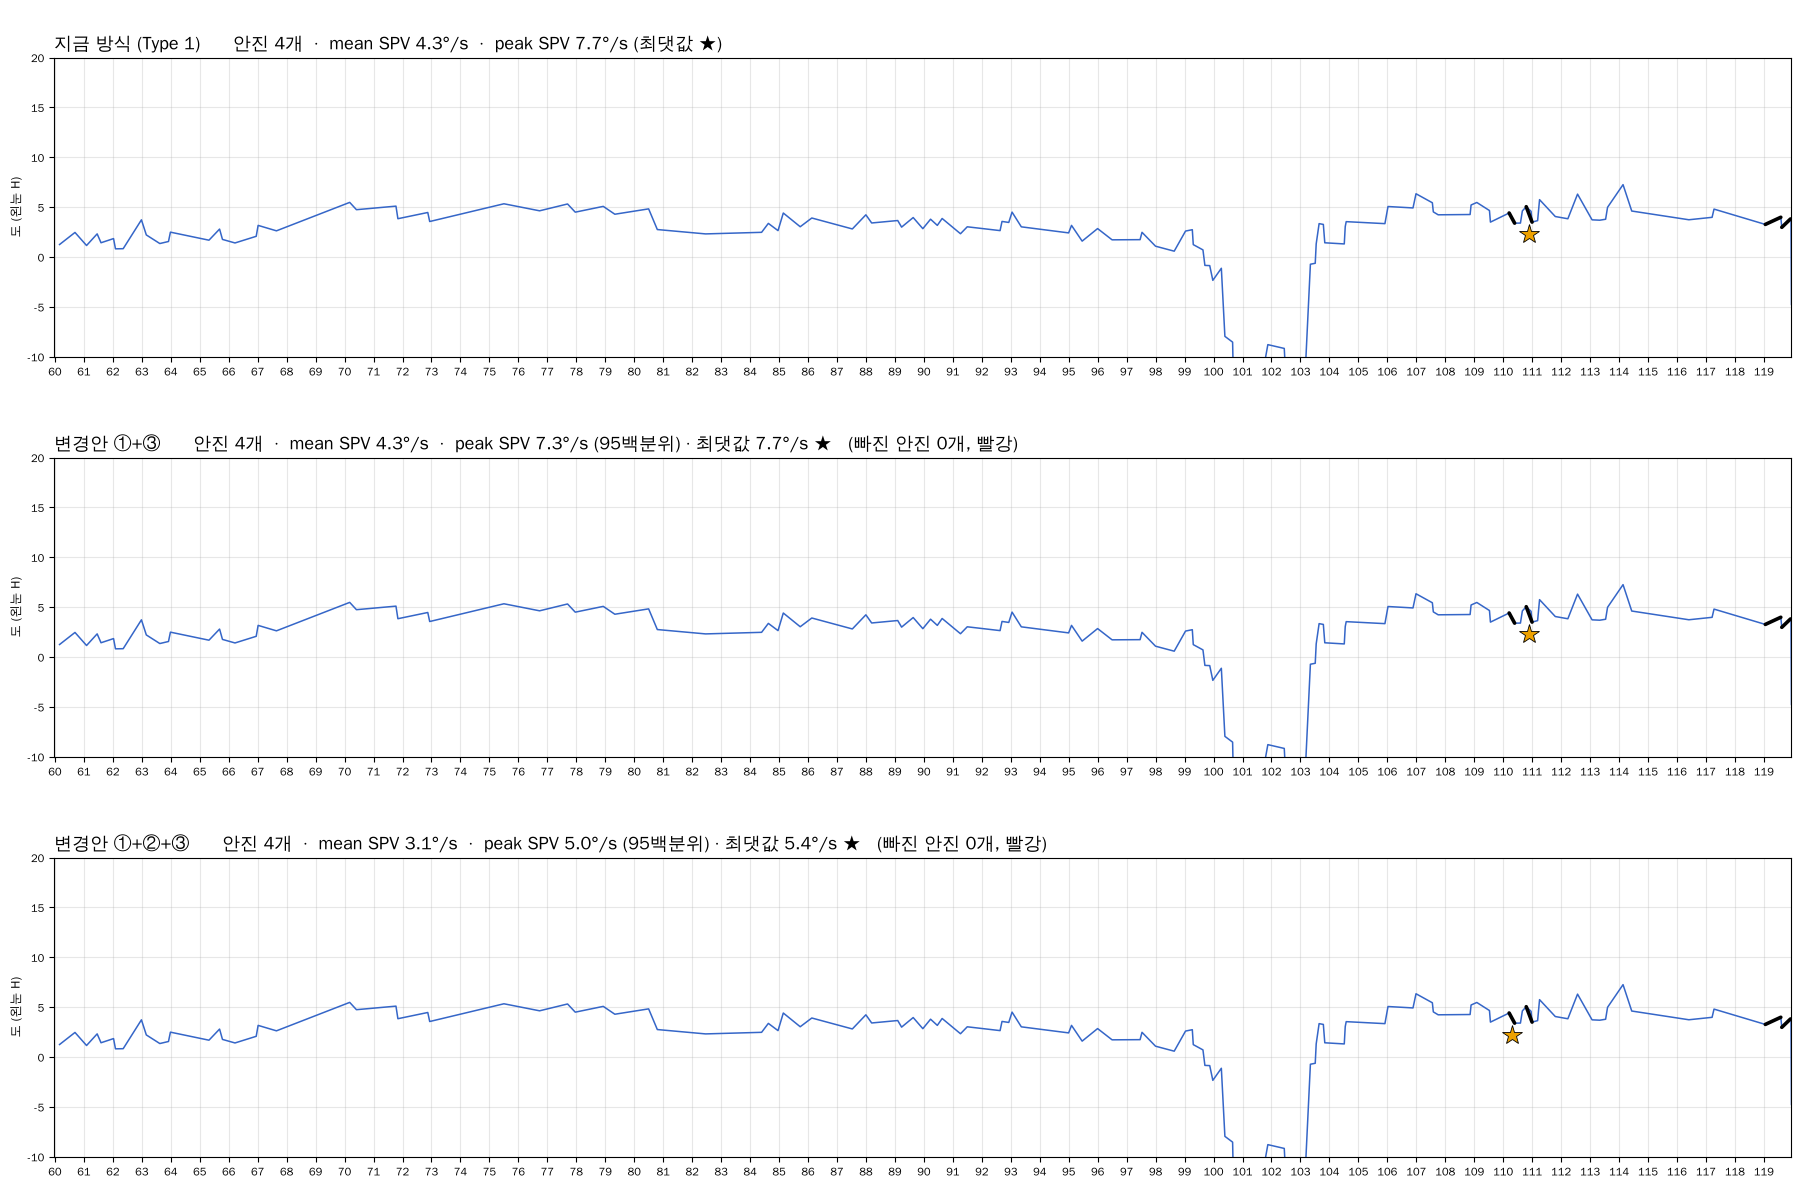 지금 방식 (Type 1) 안진 4개 · mean SPV 4.3°/s · peak SPV 7.7°/s (최댓값 ★)
20
15
10
5
0
-5
-10
도 (왼눈 H)
60 61 62 63 64 65 66 67 68 69 70 71 72 73 74 75 76 77 78 79 80 81 82 83 84 85 86 87 88 89 90 91 92 93 94 95 96 97 98 99 100 101 102 103 104 105 106 107 108 109 110 111 112 113 114 115 116 117 118 119
변경안 ①+③ 안진 4개 · mean SPV 4.3°/s · peak SPV 7.3°/s (95백분위) · 최댓값 7.7°/s ★ (빠진 안진 0개, 빨강)
20
15
10
5
0
-5
-10
도 (왼눈 H)
60 61 62 63 64 65 66 67 68 69 70 71 72 73 74 75 76 77 78 79 80 81 82 83 84 85 86 87 88 89 90 91 92 93 94 95 96 97 98 99 100 101 102 103 104 105 106 107 108 109 110 111 112 113 114 115 116 117 118 119
변경안 ①+②+③ 안진 4개 · mean SPV 3.1°/s · peak SPV 5.0°/s (95백분위) · 최댓값 5.4°/s ★ (빠진 안진 0개, 빨강)
20
15
10
5
0
-5
-10
도 (왼눈 H)
60 61 62 63 64 65 66 67 68 69 70 71 72 73 74 75 76 77 78 79 80 81 82 83 84 85 86 87 88 89 90 91 92 93 94 95 96 97 98 99 100 101 102 103 104 105 106 107 108 109 110 111 112 113 114 115 116 117 118 119